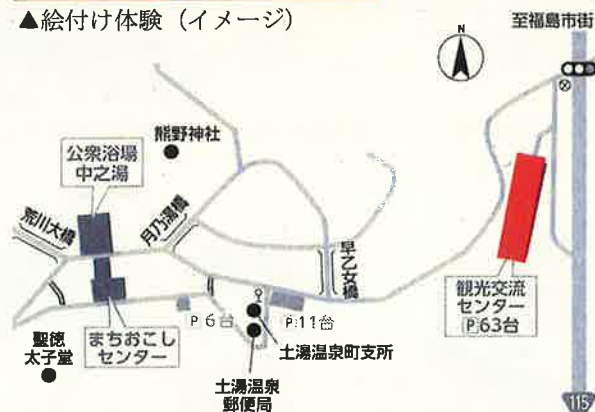 ▲絵付け体験（イメージ）
至福島市街
N
熊野神社
公衆浴場
中之湯
荒川大橋
月乃湯橋
早乙女橋
観光交流
センター
P63台
P6台
P11台
まちおこし
センター
聖徳
太子堂
土湯温泉町支所
土湯温泉
郵便局
115